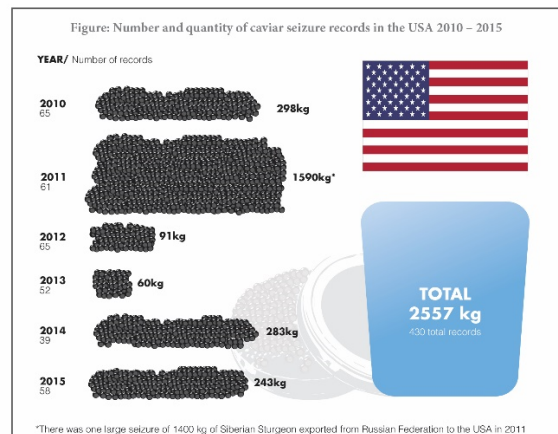 Figure: Number and quantity of caviar seizure records in the USA 2010 – 2015
YEAR/ Number of records
2010
65
298kg
2011
61
1590kg*
2012
65
91kg
2013
52
60kg
2014
39
283kg
2015
58
243kg
TOTAL
2557 kg
430 total records
*There was one large seizure of 1400 kg of Siberian Sturgeon exported from Russian Federation to the USA in 2011